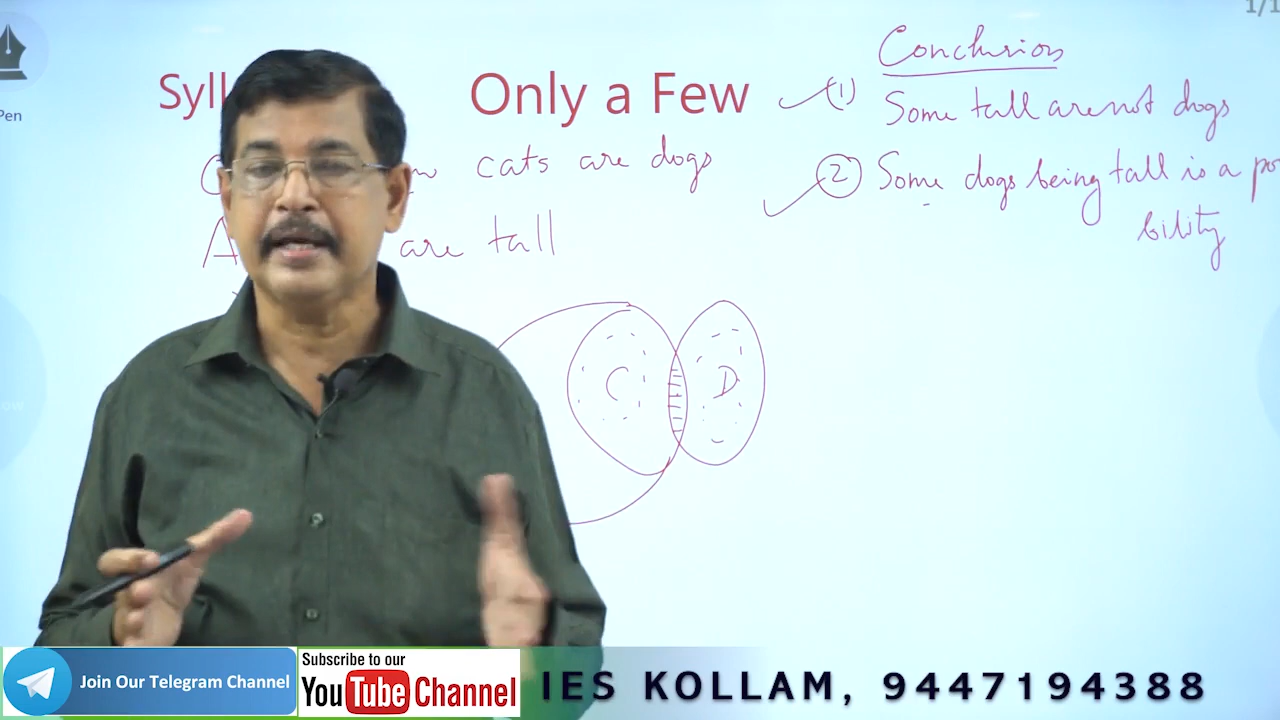 1/1
Pen
Conclusion
Syll Only a Few
(1)
Some tall are not dogs
cats are dogs
2 Some dogs being tall is a po
bility
A are tall
C D
Join Our Telegram Channel
Subscribe to our
YouTube Channel
IES KOLLAM, 9447194388